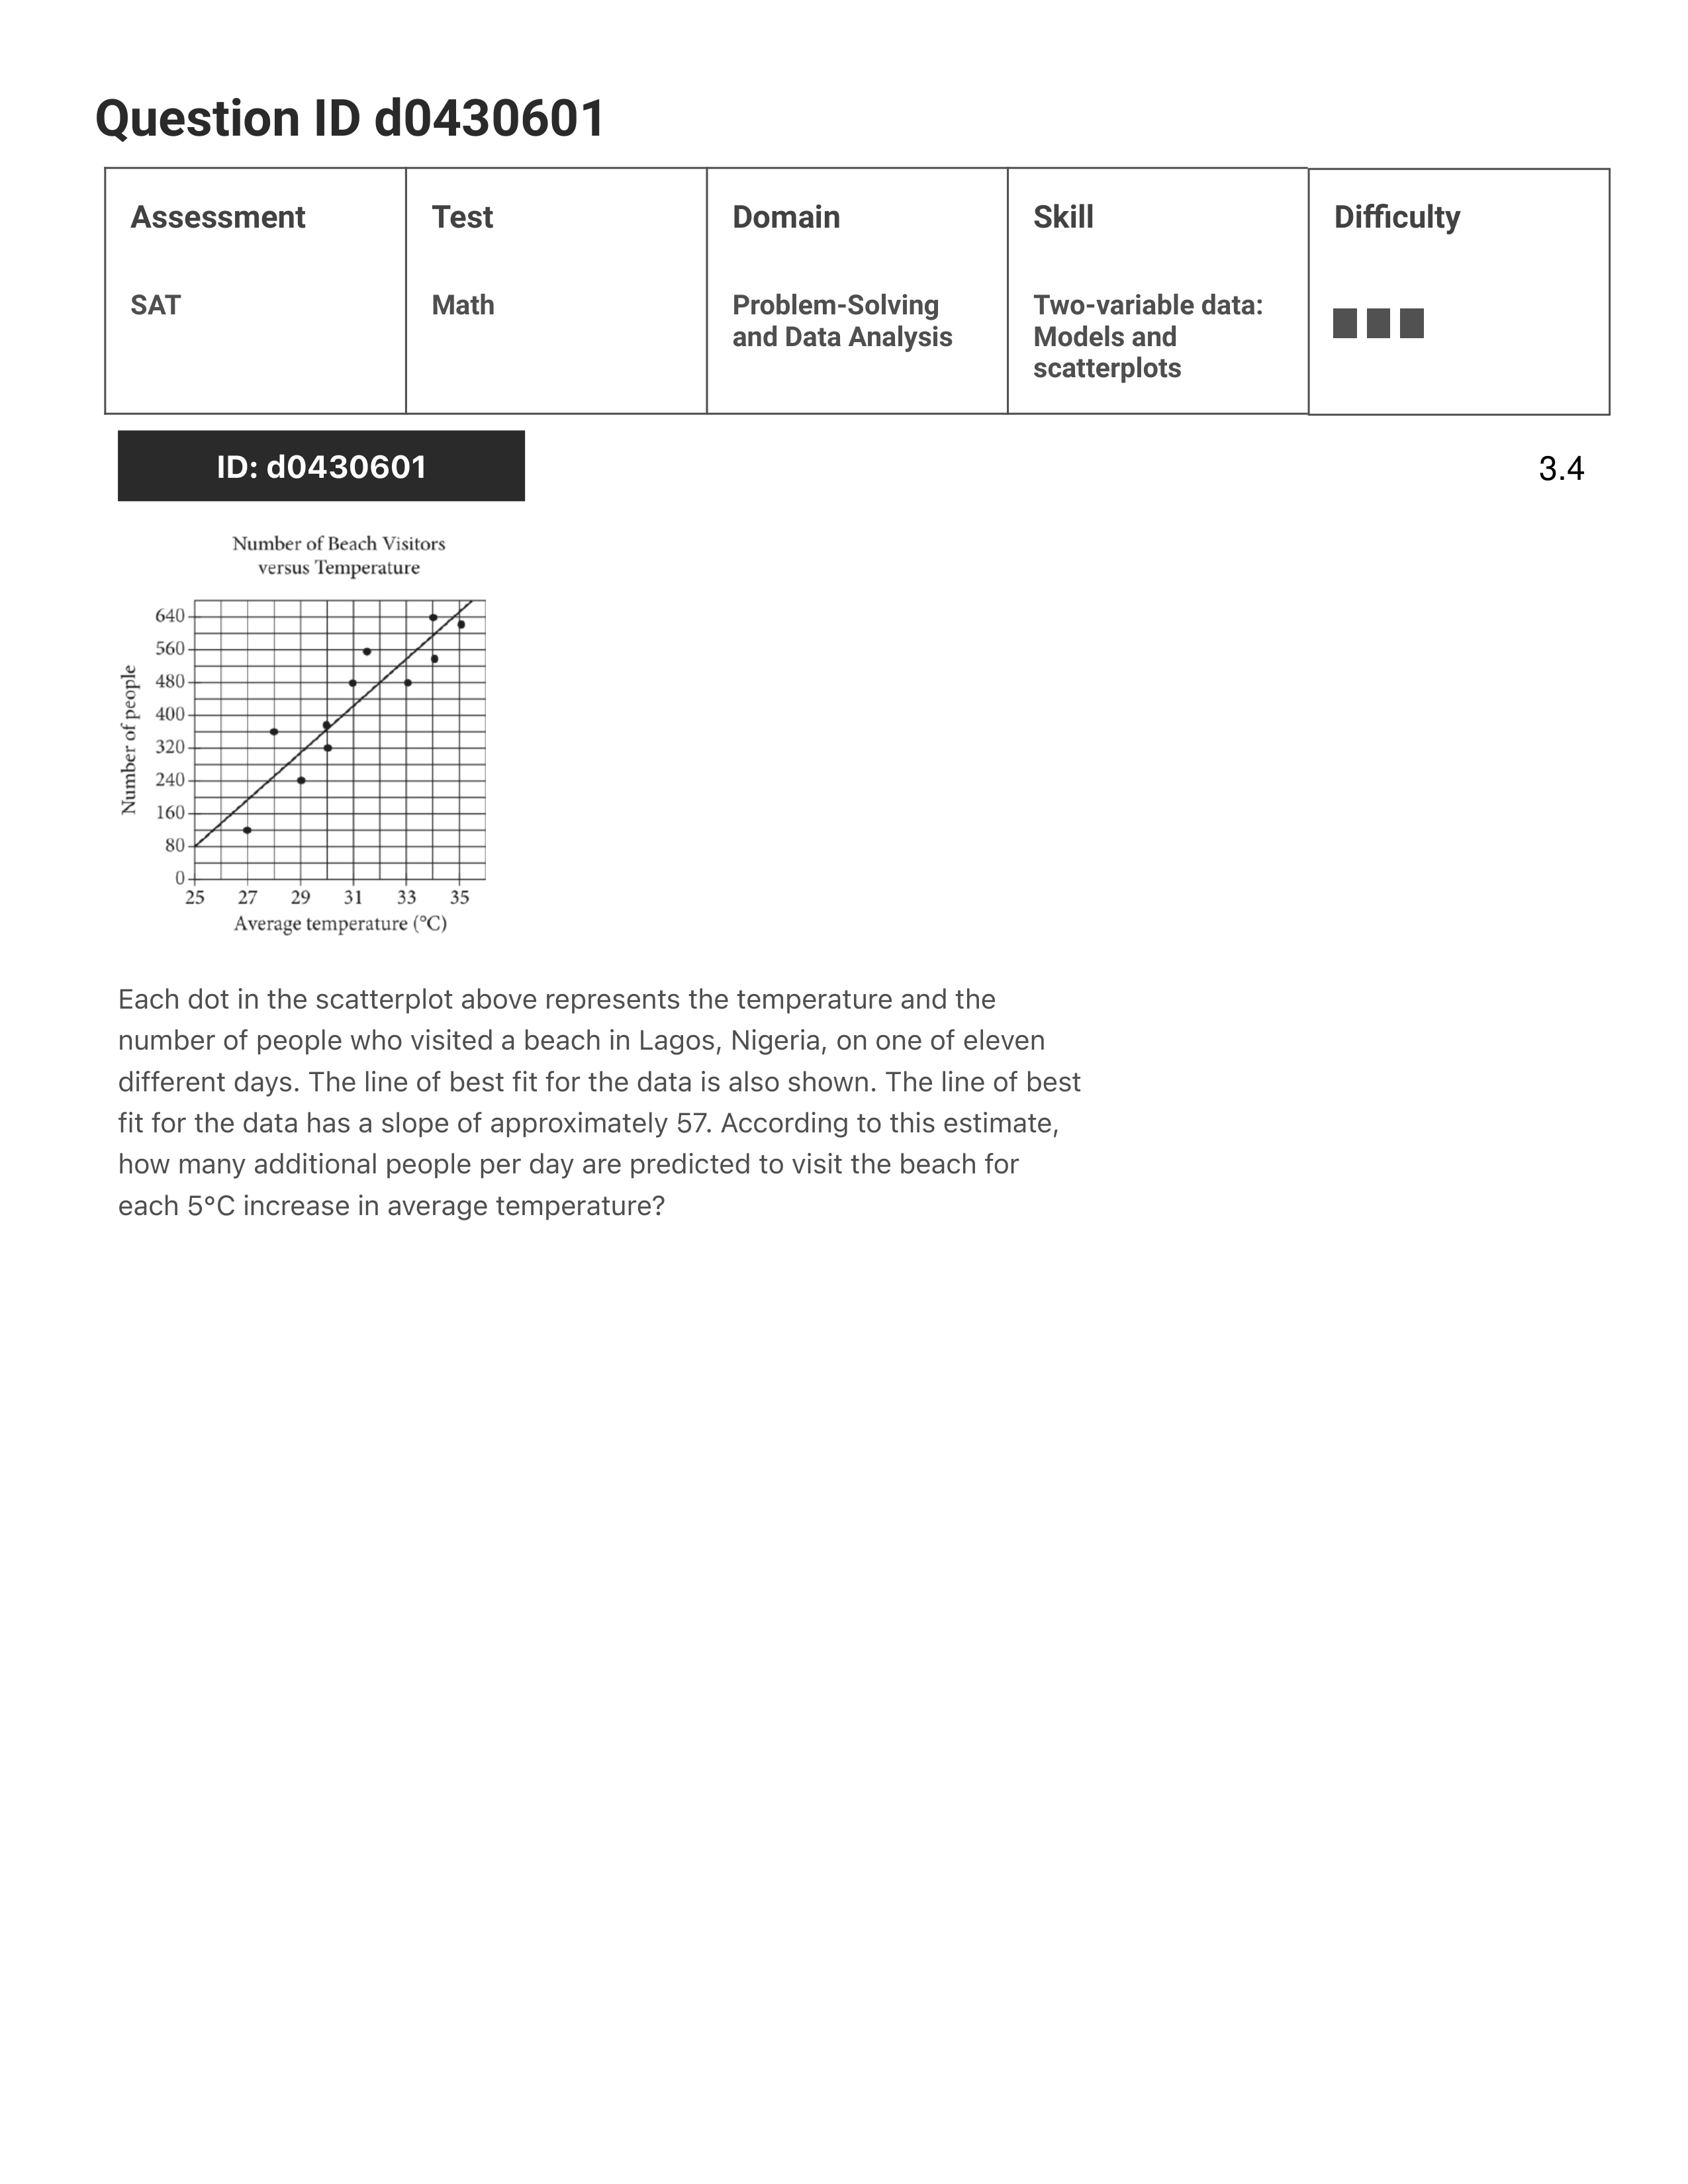 Question ID d0430601
Assessment
Test
Domain
Skill
Difficulty
SAT
Math
Problem-Solving
and Data Analysis
Two-variable data:
Models and
scatterplots
ID: d0430601
3.4
Number of Beach Visitors
versus Temperature
Number of people
640
560
480
400
320
240
160
80
0
25 27 29 31 33 35
Average temperature (°C)
Each dot in the scatterplot above represents the temperature and the
number of people who visited a beach in Lagos, Nigeria, on one of eleven
different days. The line of best fit for the data is also shown. The line of best
fit for the data has a slope of approximately 57. According to this estimate,
how many additional people per day are predicted to visit the beach for
each 5°C increase in average temperature?